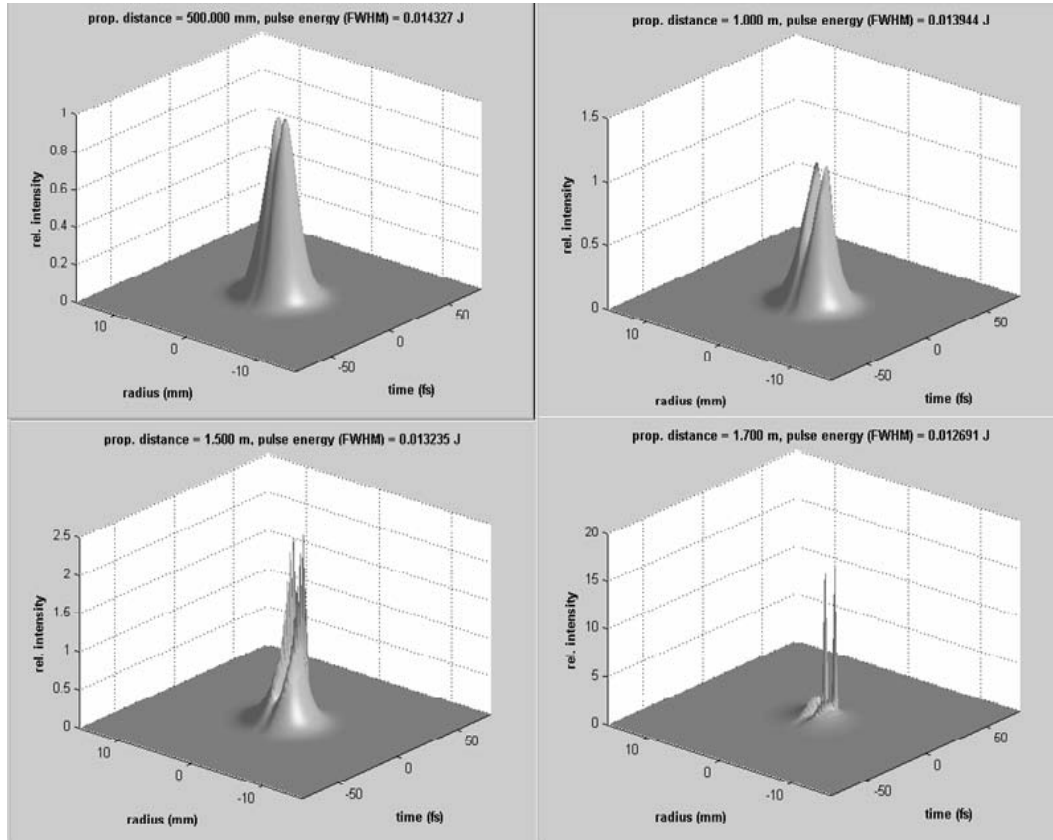 prop. distance = 500.000 mm, pulse energy (FWHM) = 0.014327 J
1
0.8
0.6
0.4
0.2
0
rel. intensity
10
0
-10
radius (mm)
-50
0
50
time (fs)
prop. distance = 1.000 m, pulse energy (FWHM) = 0.013944 J
1.5
1
0.5
0
rel. intensity
10
0
-10
radius (mm)
-50
0
50
time (fs)
prop. distance = 1.500 m, pulse energy (FWHM) = 0.013235 J
2.5
2
1.5
1
0.5
0
rel. intensity
10
0
-10
radius (mm)
-50
0
50
time (fs)
prop. distance = 1.700 m, pulse energy (FWHM) = 0.012691 J
20
15
10
5
0
rel. intensity
10
0
-10
radius (mm)
-50
0
50
time (fs)